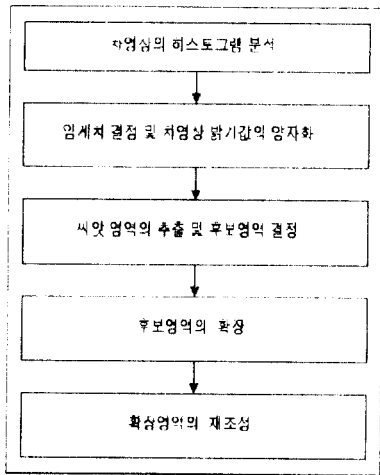 차영상의 히스토그램 분석
임계치 결정 및 차영상 밝기값의 양자화
씨앗 영역의 추출 및 후보영역 결정
후보영역의 확장
확장영역의 재조정